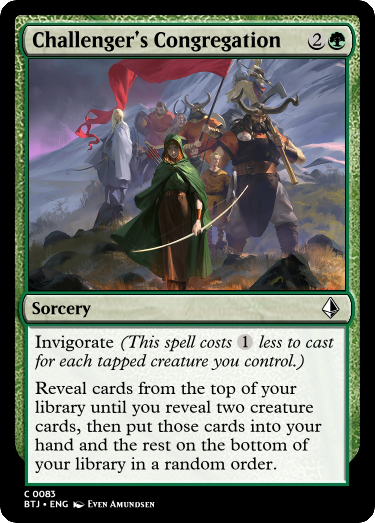 Challenger's Congregation 2
Sorcery
Invigorate (This spell costs 1 less to cast
for each tapped creature you control.)
Reveal cards from the top of your
library until you reveal two creature
cards, then put those cards into your
hand and the rest on the bottom of
your library in a random order.
C 0083
BTJ • ENG Even Amundsen